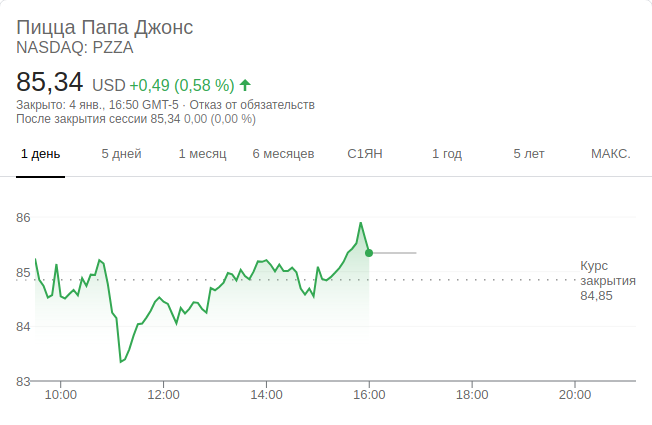 Пицца Папа Джонс
NASDAQ: PZZA
85,34 USD +0,49 (0,58 %)
Закрыто: 4 янв., 16:50 GMT-5 · Отказ от обязательств
После закрытия сессии 85,34 0,00 (0,00 %)
1 день 5 дней 1 месяц 6 месяцев С1ЯН 1 год 5 лет МАКС.
86
85
84
83
Курс
закрытия
84,85
10:00 12:00 14:00 16:00 18:00 20:00